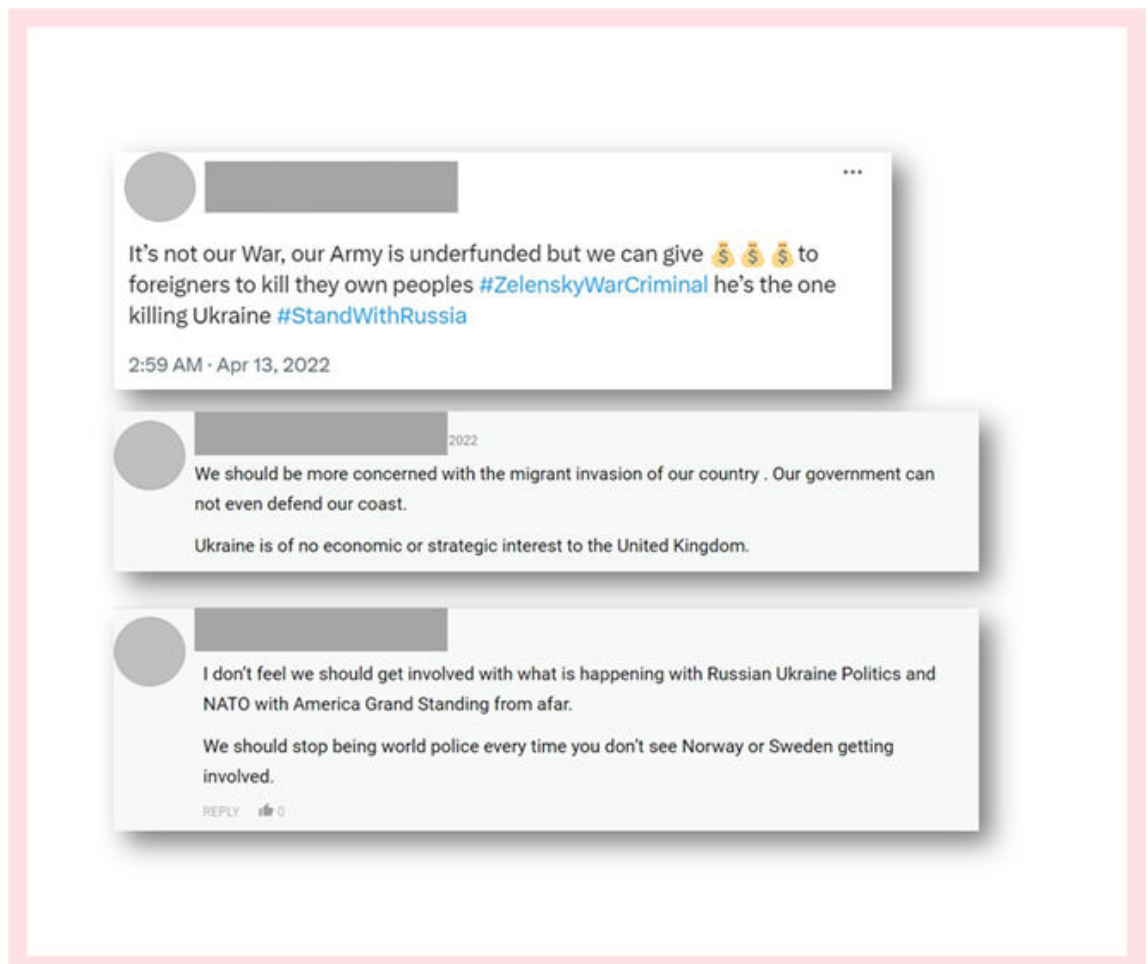 ...
It's not our War, our Army is underfunded but we can give 💰 💰 💰 to
foreigners to kill they own peoples #ZelenskyWarCriminal he's the one
killing Ukraine #StandWithRussia
2:59 AM · Apr 13, 2022
2022
We should be more concerned with the migrant invasion of our country . Our government can
not even defend our coast.
Ukraine is of no economic or strategic interest to the United Kingdom.
I don't feel we should get involved with what is happening with Russian Ukraine Politics and
NATO with America Grand Standing from afar.
We should stop being world police every time you don't see Norway or Sweden getting
involved.
REPLY 0